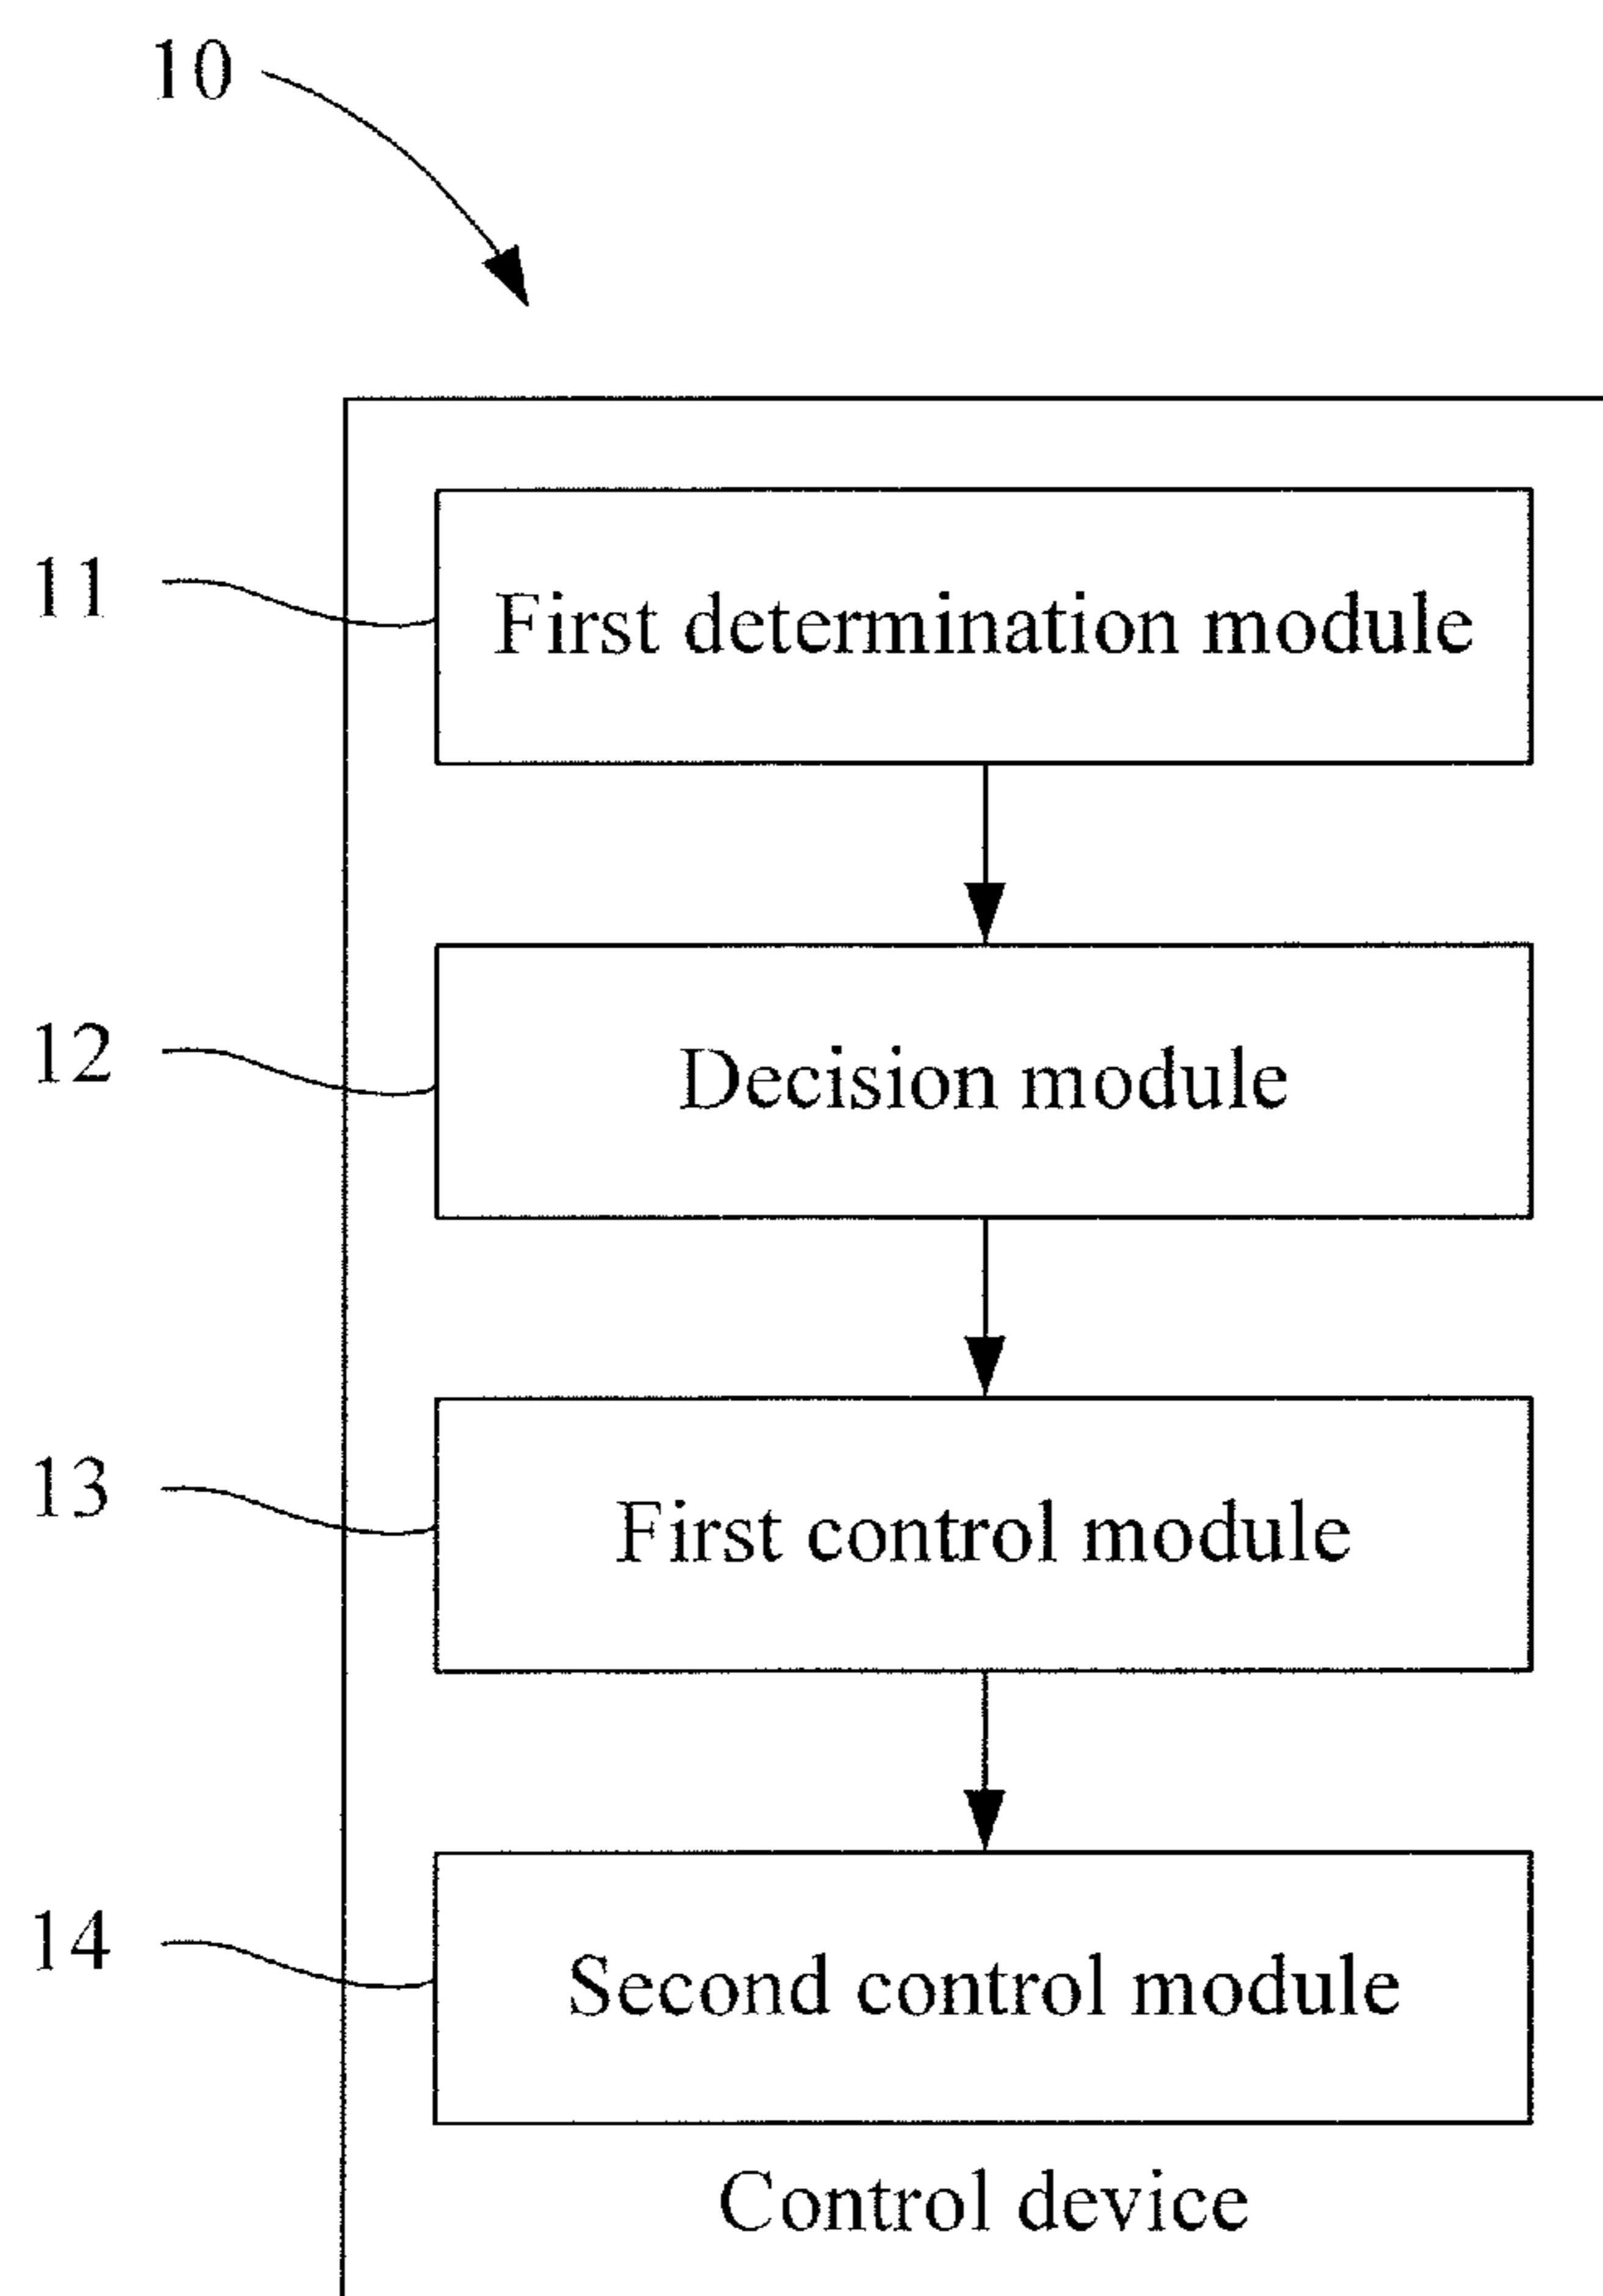 10
11
First determination module
12
Decision module
13
First control module
14
Second control module
Control device